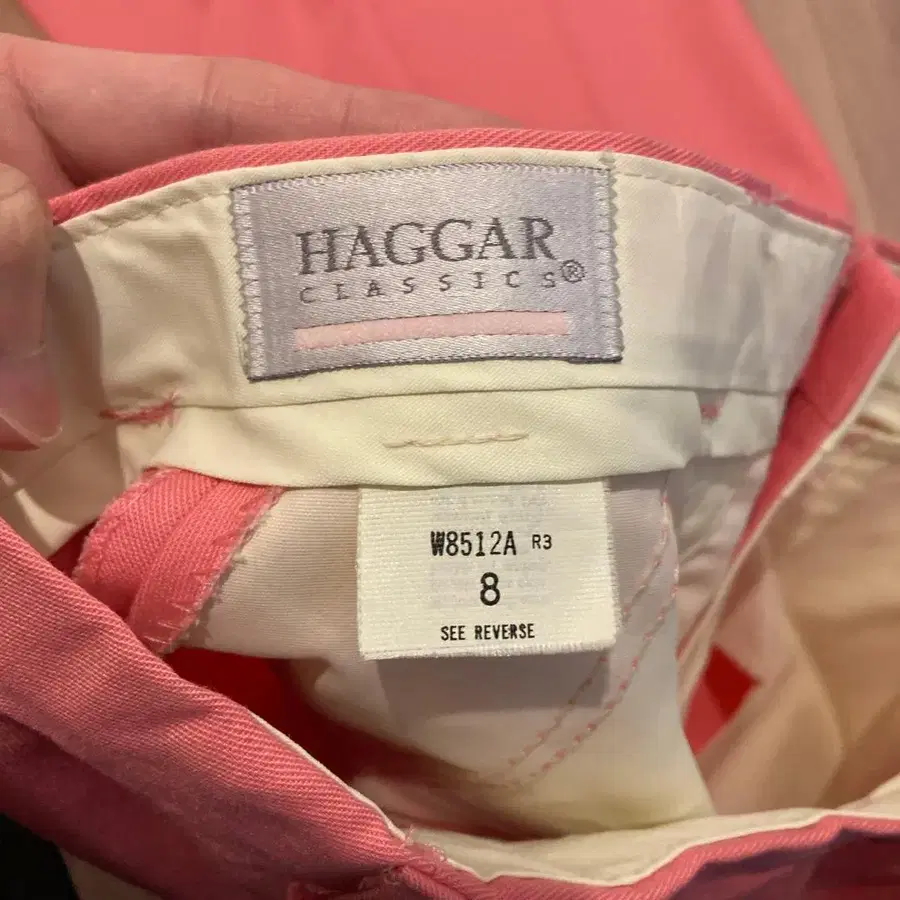 HAGGAR
CLASSICS®
W8512A R3
8
SEE REVERSE